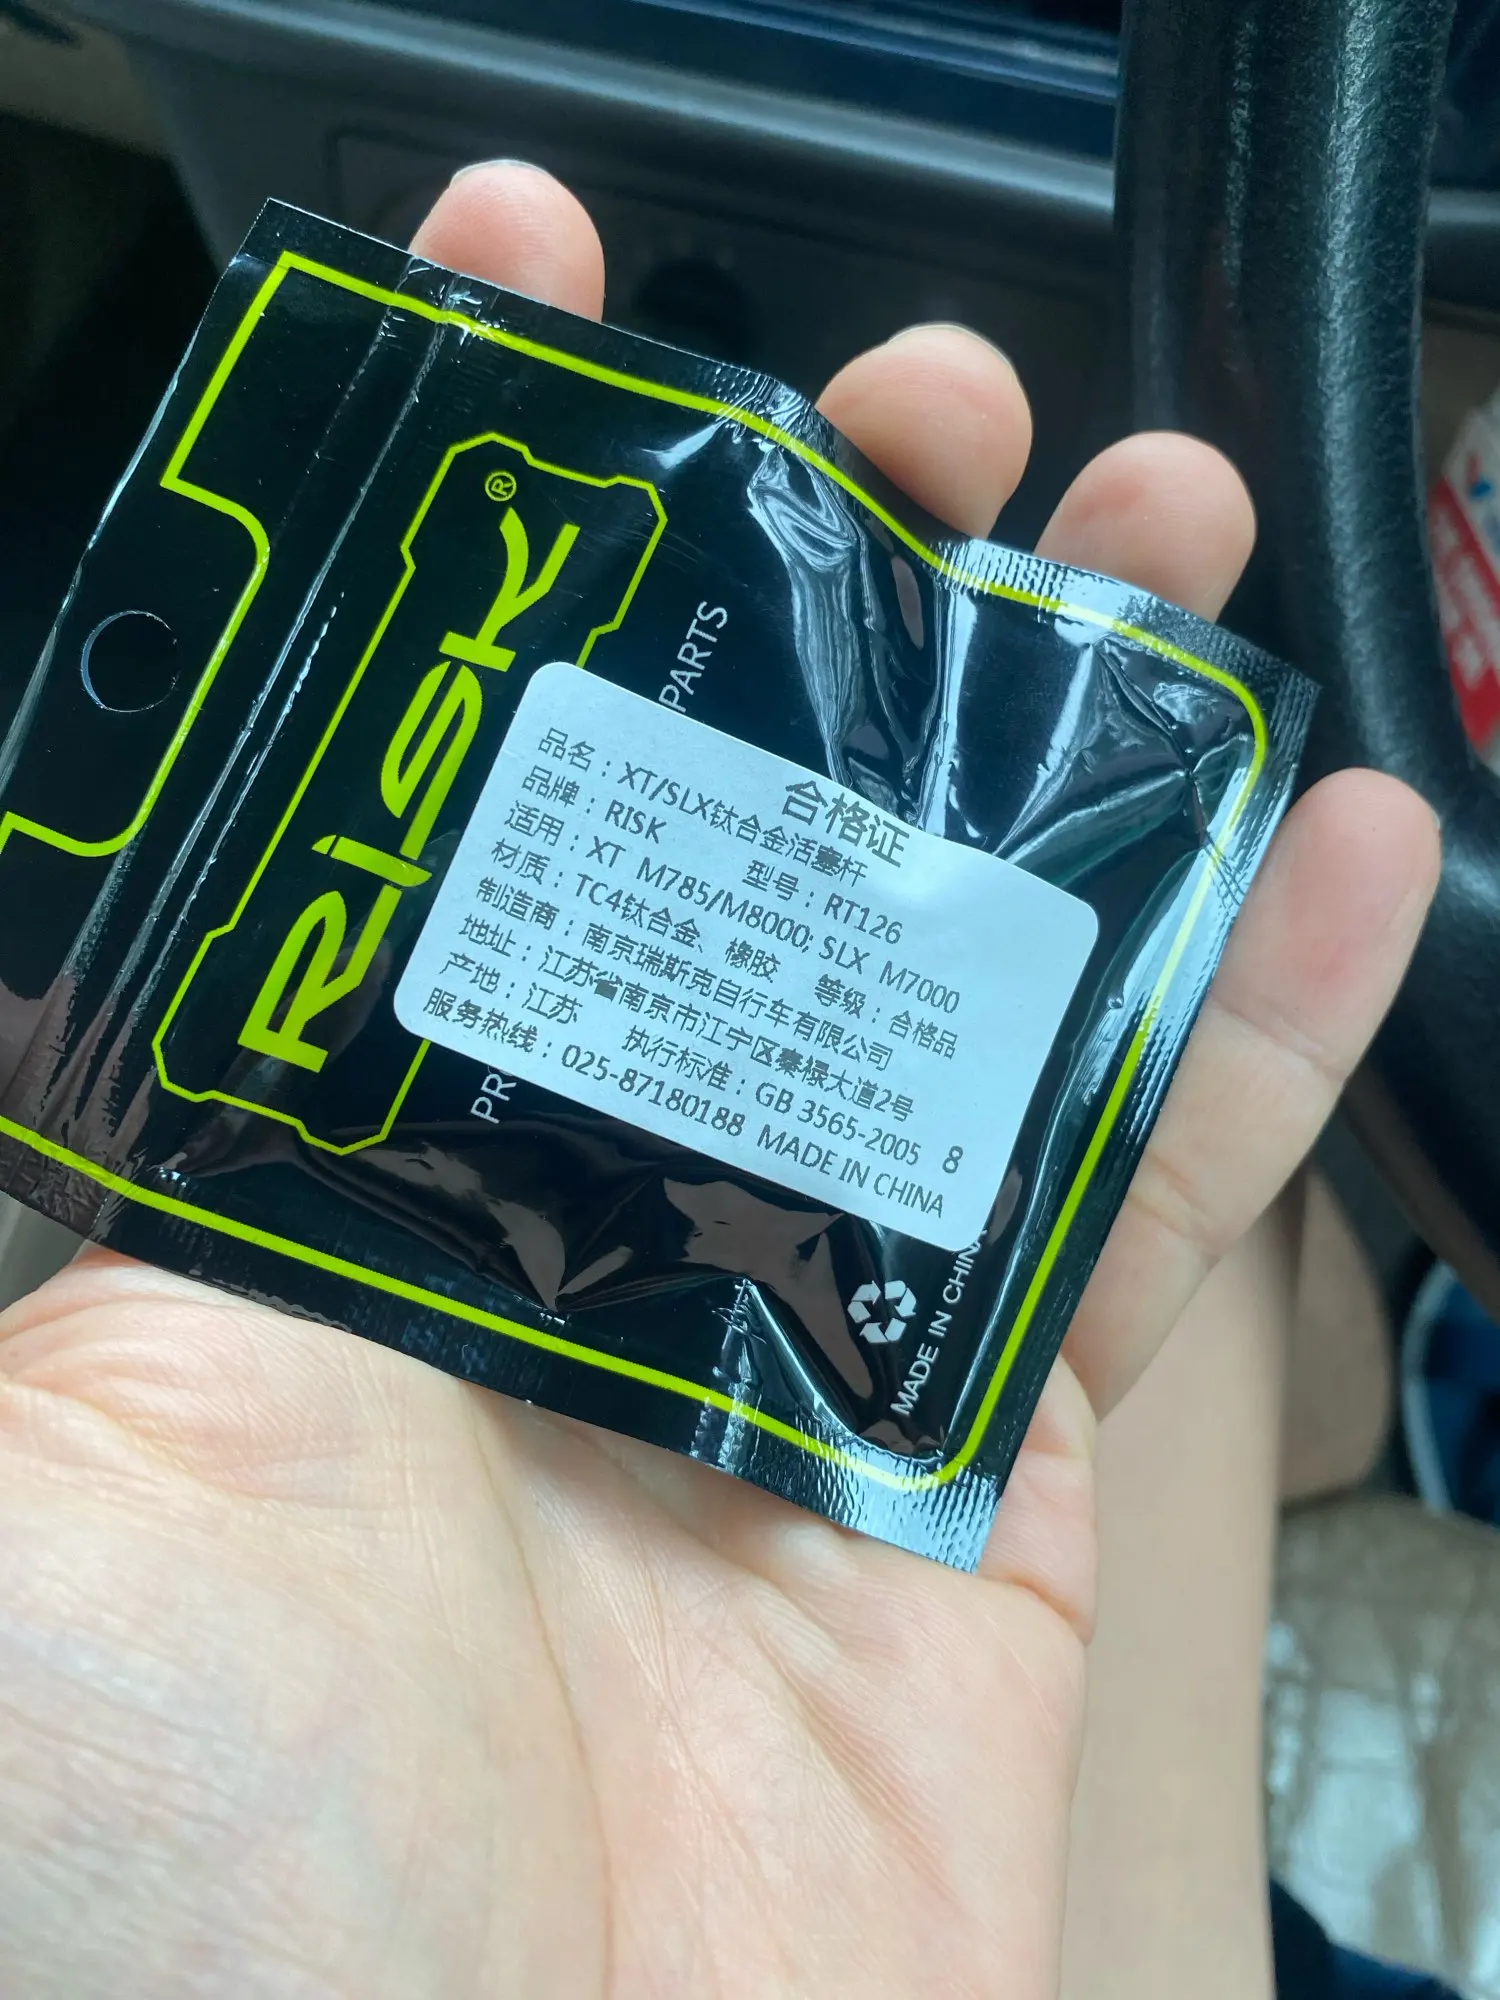 RISK®
PARTS
PR
合格证
品名：XT/SLX钛合金活塞杆
品牌：RISK 型号：RT126
适用：XT M785/M8000; SLX M7000
材质：TC4钛合金、橡胶 等级：合格品
制造商：南京瑞斯克自行车有限公司
地址：江苏省南京市江宁区秦禄大道2号
产地：江苏 执行标准：GB 3565-2005 8
服务热线：025-87180188 MADE IN CHINA
MADE IN CHINA